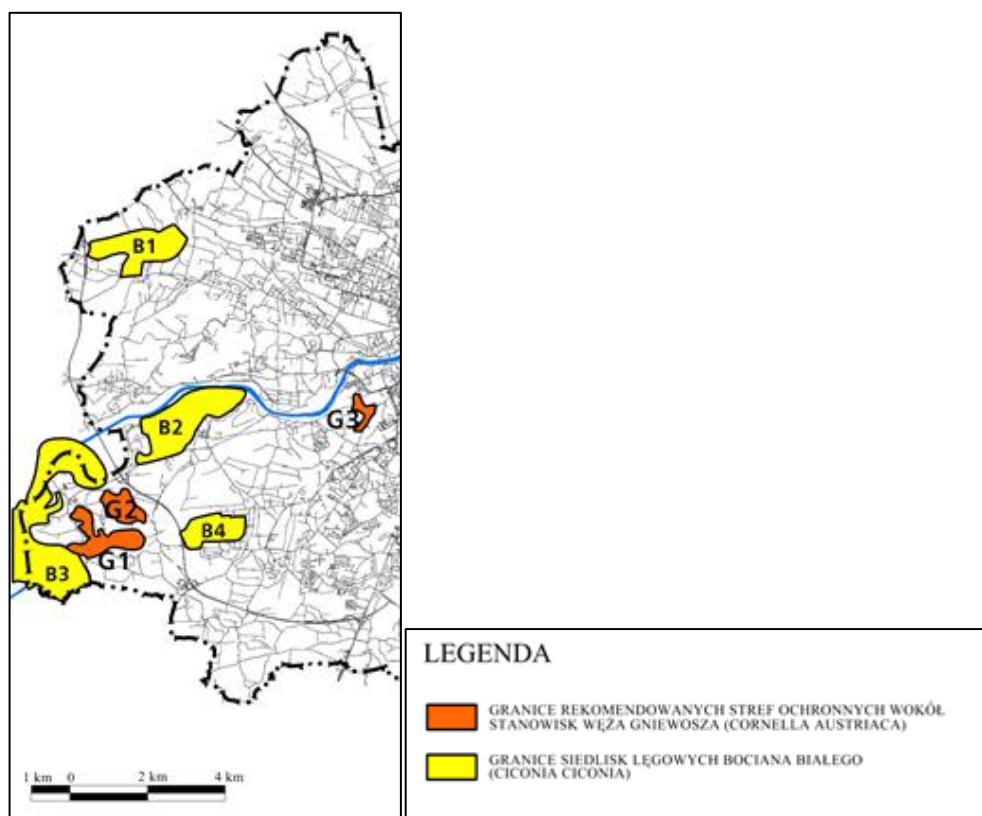 B1
B2
G3
G2
B4
G1
B3
1 km 0 2 km 4 km
LEGENDA
GRANICE REKOMENDOWANYCH STREF OCHRONNYCH WOKÓŁ
STANOWISK WĘŻA GNIEWOSZA (CORNELLA AUSTRIACA)
GRANICE SIEDLISK LĘGOWYCH BOCIANA BIAŁEGO
(CICONIA CICONIA)